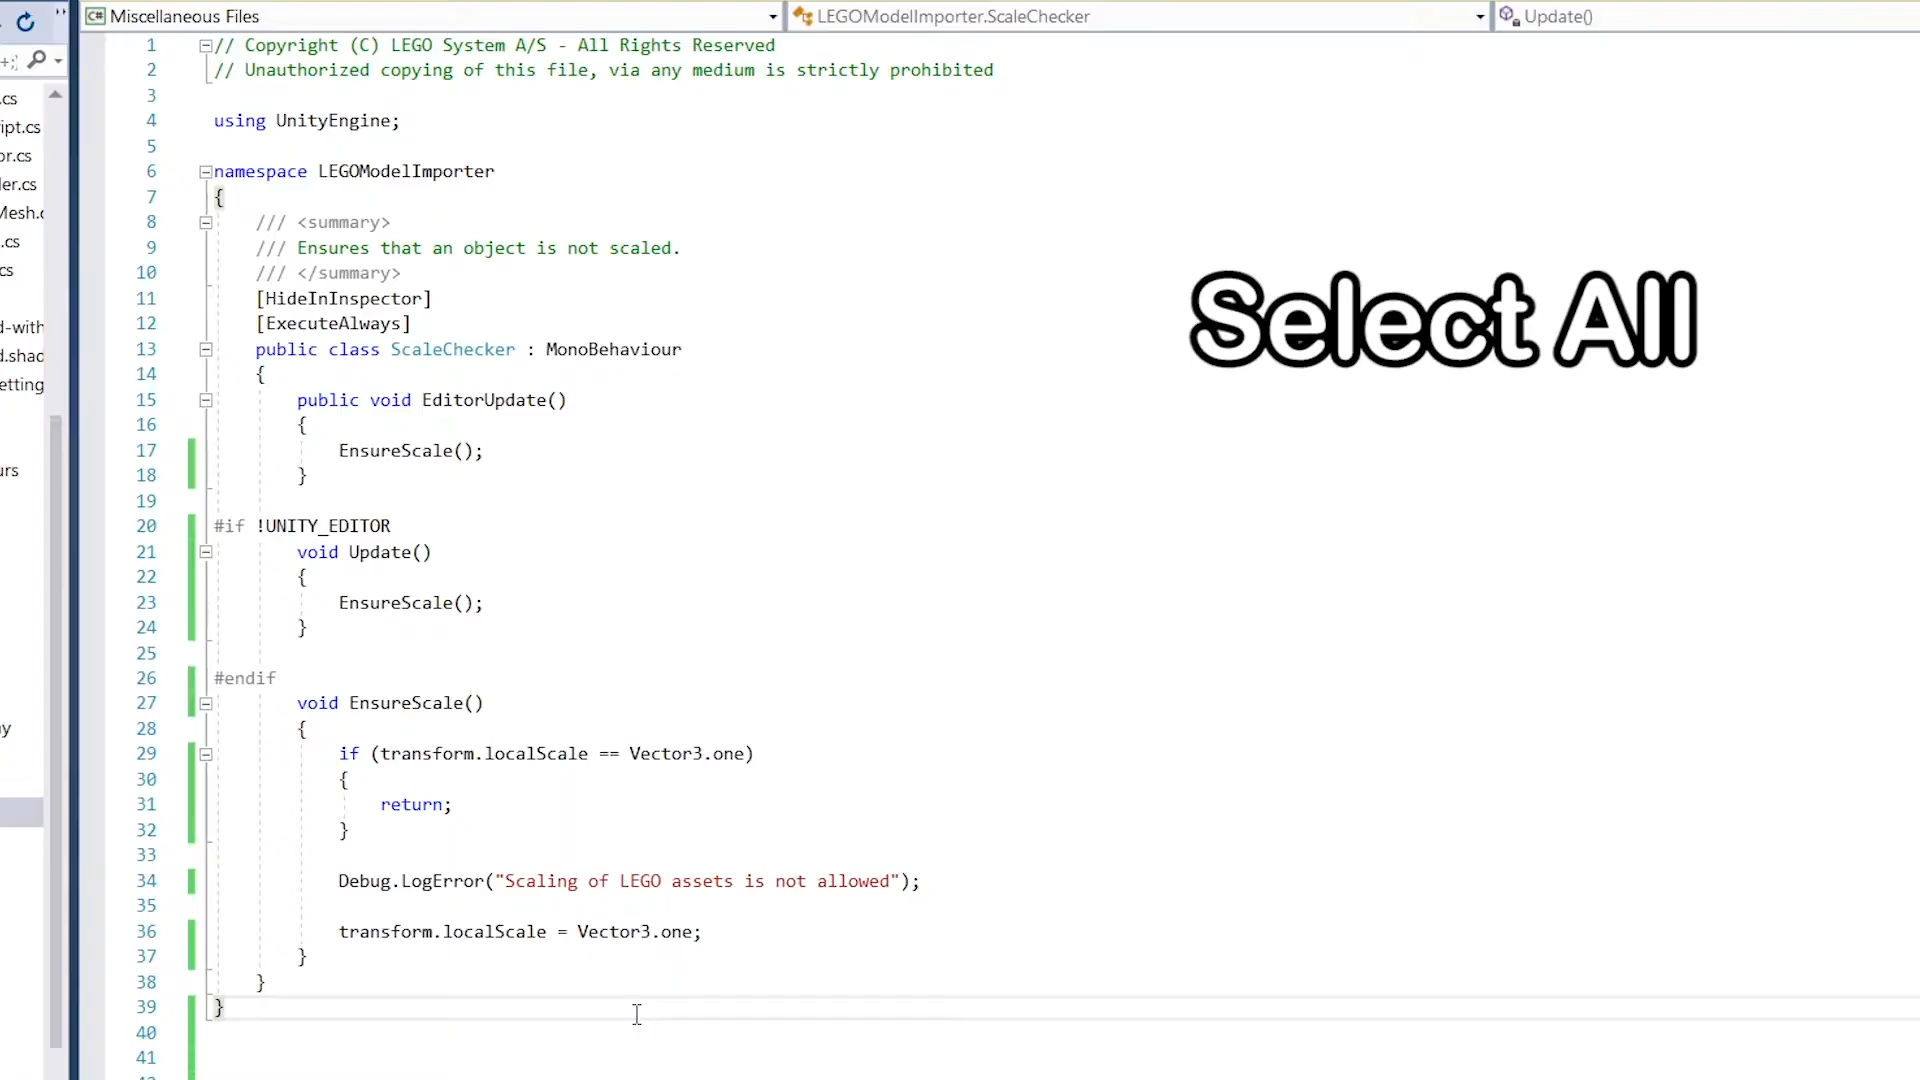 Miscellaneous Files
LEGOModelImporter.ScaleChecker
Update()
.cs
ipt.cs
or.cs
ler.cs
Mesh.c
.cs
cs
d-with
d.shad
etting
urs
y
1 // Copyright (C) LEGO System A/S - All Rights Reserved
2 // Unauthorized copying of this file, via any medium is strictly prohibited
3
4 using UnityEngine;
5
6 namespace LEGOModelImporter
7 {
8 /// <summary>
9 /// Ensures that an object is not scaled.
10 /// </summary>
11 [HideInInspector]
12 [ExecuteAlways]
13 public class ScaleChecker : MonoBehaviour
14 {
15 public void EditorUpdate()
16 {
17 EnsureScale();
18 }
19
20 #if !UNITY_EDITOR
21 void Update()
22 {
23 EnsureScale();
24 }
25
26 #endif
27 void EnsureScale()
28 {
29 if (transform.localScale == Vector3.one)
30 {
31 return;
32 }
33
34 Debug.LogError("Scaling of LEGO assets is not allowed");
35
36 transform.localScale = Vector3.one;
37 }
38 }
39 }
40
41
Select All